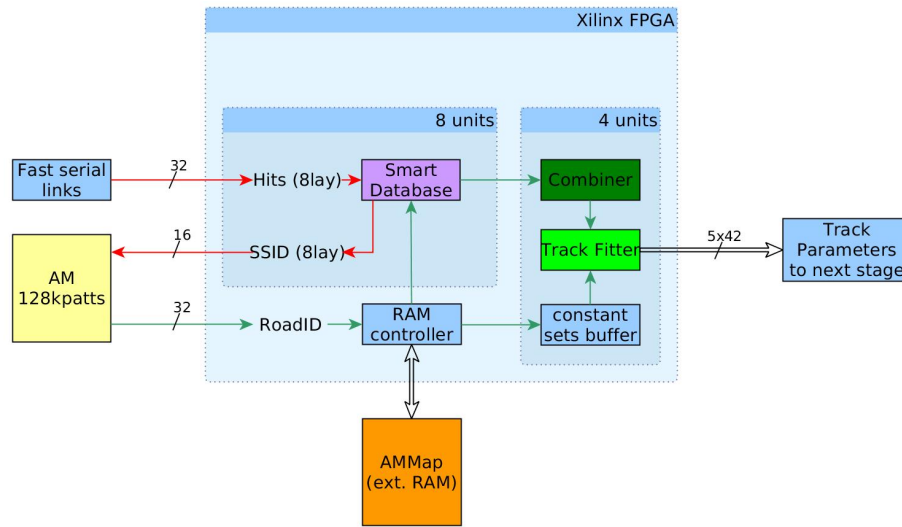 Xilinx FPGA
8 units
4 units
Fast serial
links
32
Hits (8lay)
Smart
Database
Combiner
16
SSID (8lay)
Track Fitter
5x42
Track
Parameters
to next stage
AM
128kpatts
32
RoadID
RAM
controller
constant
sets buffer
AMMap
(ext. RAM)